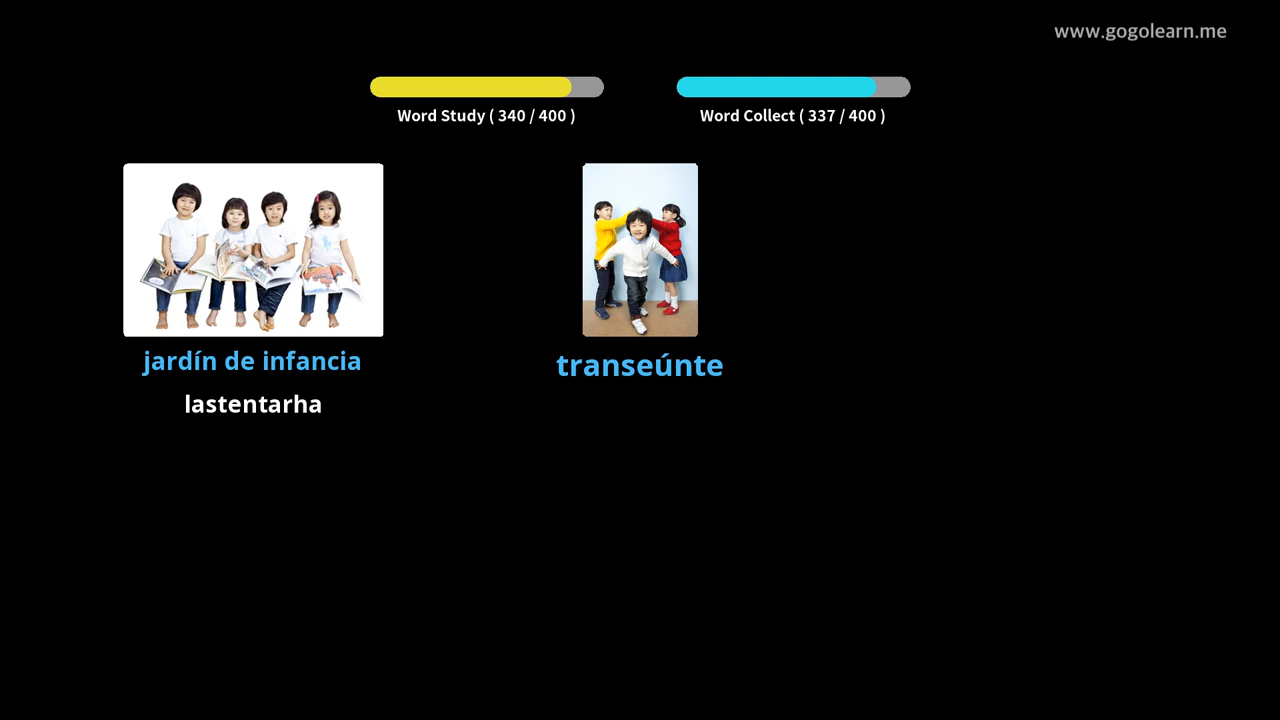 www.gogolearn.me
Word Study ( 340 / 400 )
Word Collect ( 337 / 400 )
jardín de infancia
lastentarha
transeúnte